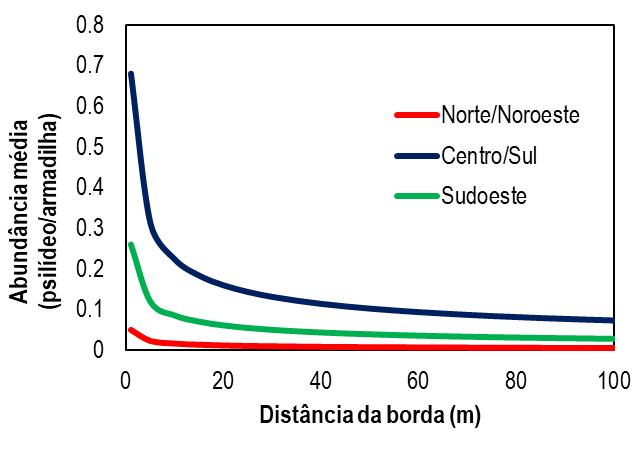 0.8
0.7
0.6
0.5
0.4
0.3
0.2
0.1
0
Abundância média
(psilídeo/armadilha)
Norte/Noroeste
Centro/Sul
Sudoeste
0 20 40 60 80 100
Distância da borda (m)